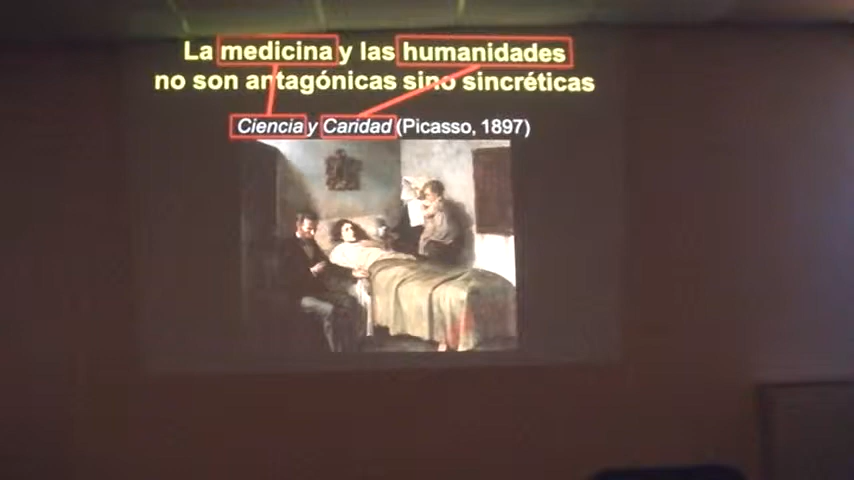 La medicina y las humanidades
no son antagónicas sino sincréticas
Ciencia y Caridad (Picasso, 1897)